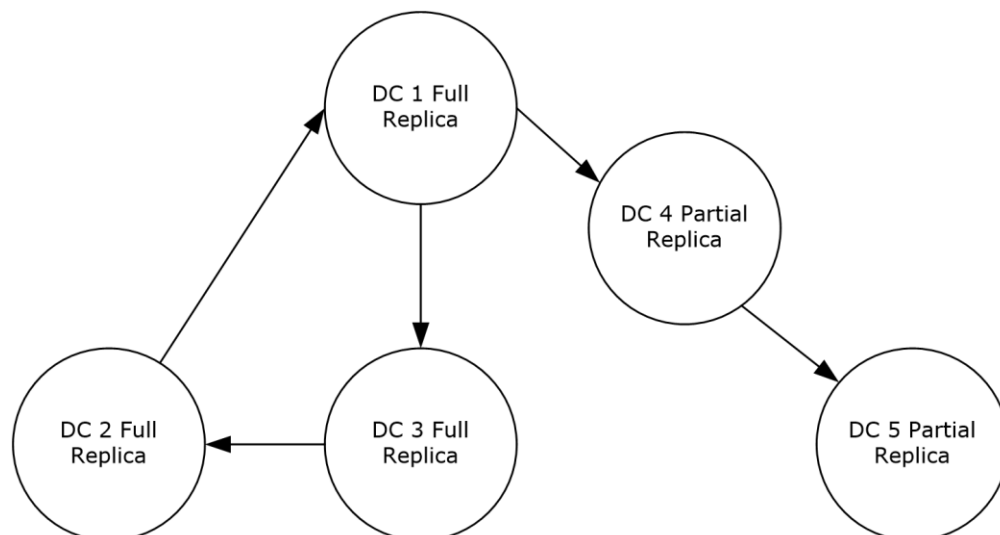 DC 1 Full
Replica
DC 4 Partial
Replica
DC 2 Full
Replica
DC 3 Full
Replica
DC 5 Partial
Replica